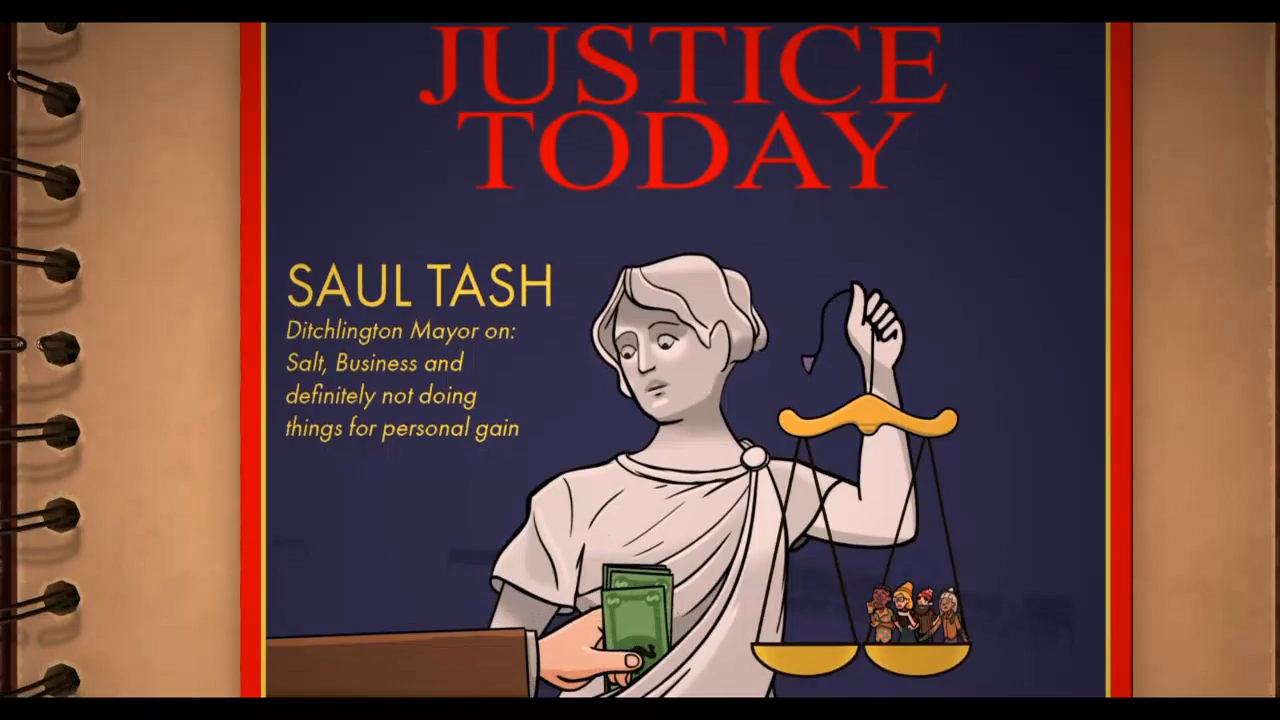 JUSTICE
TODAY
SAUL TASH
Ditchlington Mayor on:
Salt, Business and
definitely not doing
things for personal gain